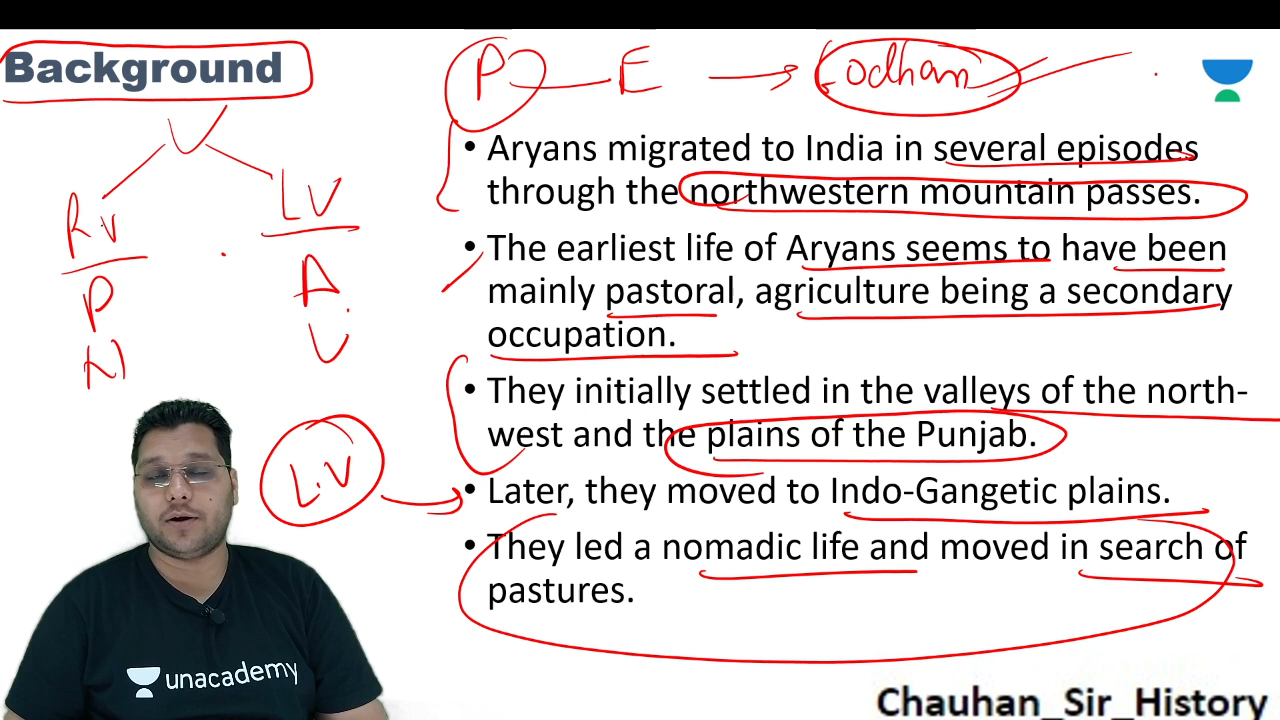 Background
P E → Godhan
• Aryans migrated to India in several episodes
through the northwestern mountain passes.
• The earliest life of Aryans seems to have been
mainly pastoral, agriculture being a secondary
occupation.
• They initially settled in the valleys of the north-
west and the plains of the Punjab.
• Later, they moved to Indo-Gangetic plains.
• They led a nomadic life and moved in search of
pastures.
V
R.V
P
N
LV
A
U
L.V
unacademy
Chauhan_Sir_History